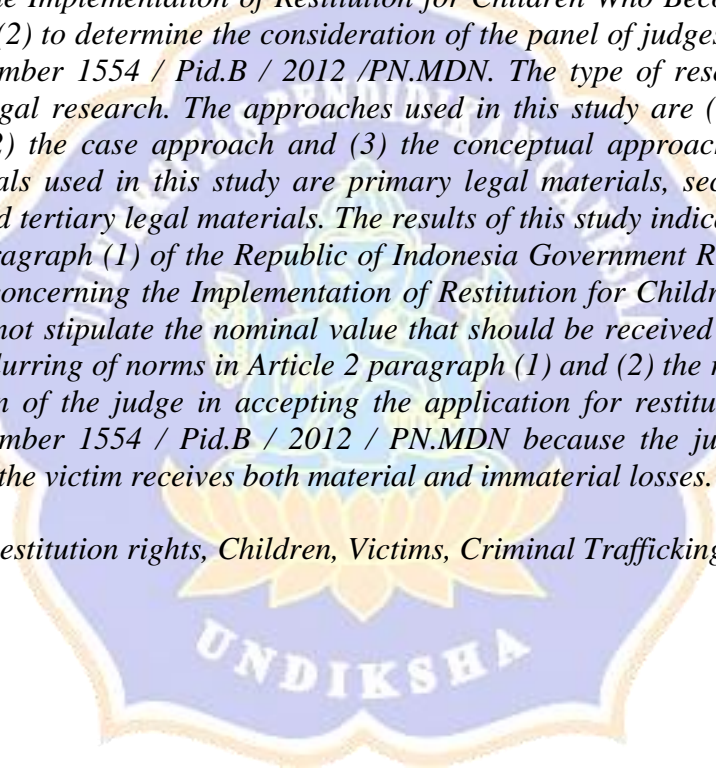 he Implementation of Restitution for Children Who Beco
(2) to determine the consideration of the panel of judges
mber 1554 / Pid.B / 2012 /PN.MDN. The type of rese
gal research. The approaches used in this study are (
2) the case approach and (3) the conceptual approac
als used in this study are primary legal materials, sec
d tertiary legal materials. The results of this study indica
ragraph (1) of the Republic of Indonesia Government R
concerning the Implementation of Restitution for Childr
not stipulate the nominal value that should be received
lurring of norms in Article 2 paragraph (1) and (2) the r
n of the judge in accepting the application for restitu
mber 1554 / Pid.B / 2012 / PN.MDN because the ju
the victim receives both material and immaterial losses.
estitution rights, Children, Victims, Criminal Trafficking
UNDIKSHA